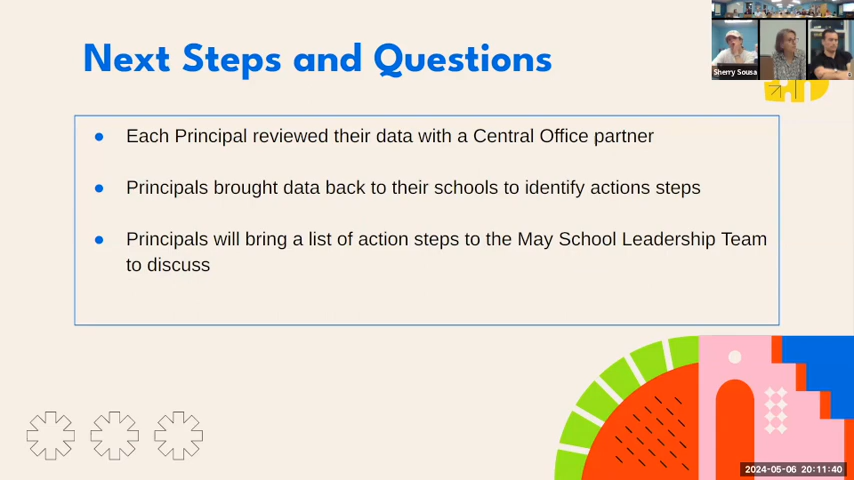 Next Steps and Questions
Sherry Sousa
● Each Principal reviewed their data with a Central Office partner
● Principals brought data back to their schools to identify actions steps
● Principals will bring a list of action steps to the May School Leadership Team
to discuss
2024-05-06 20:11:40